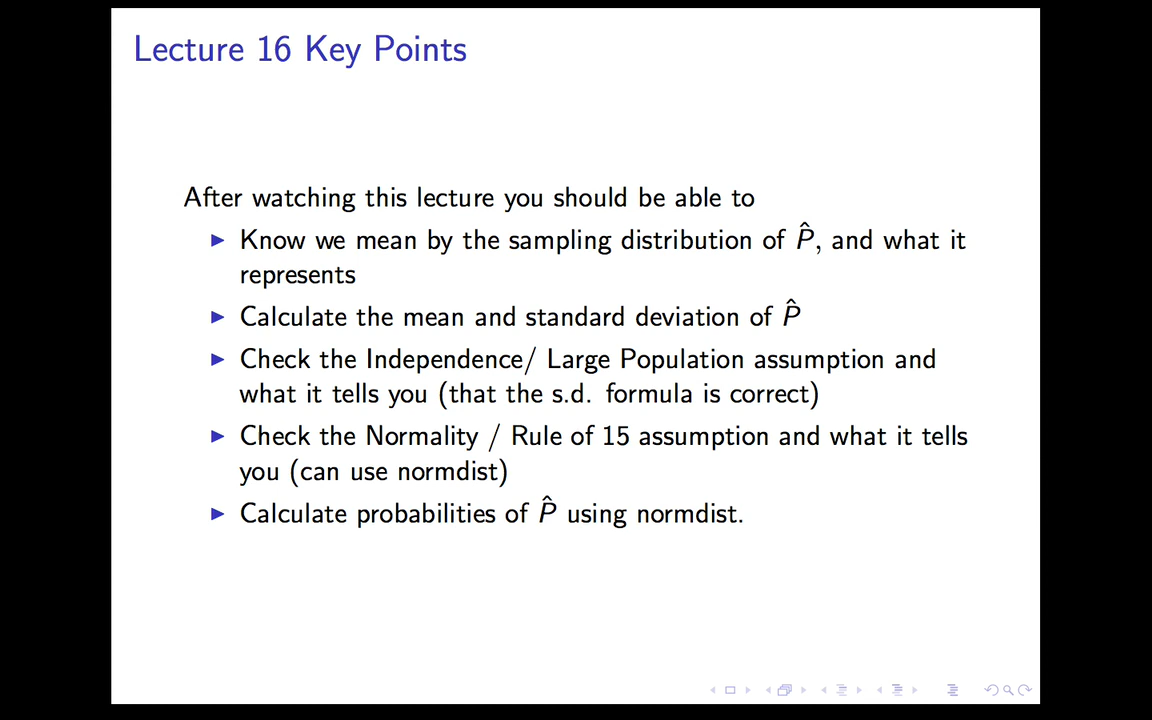 Lecture 16 Key Points
After watching this lecture you should be able to
▶ Know we mean by the sampling distribution of P̂, and what it
represents
▶ Calculate the mean and standard deviation of P̂
▶ Check the Independence/ Large Population assumption and
what it tells you (that the s.d. formula is correct)
▶ Check the Normality / Rule of 15 assumption and what it tells
you (can use normdist)
▶ Calculate probabilities of P̂ using normdist.